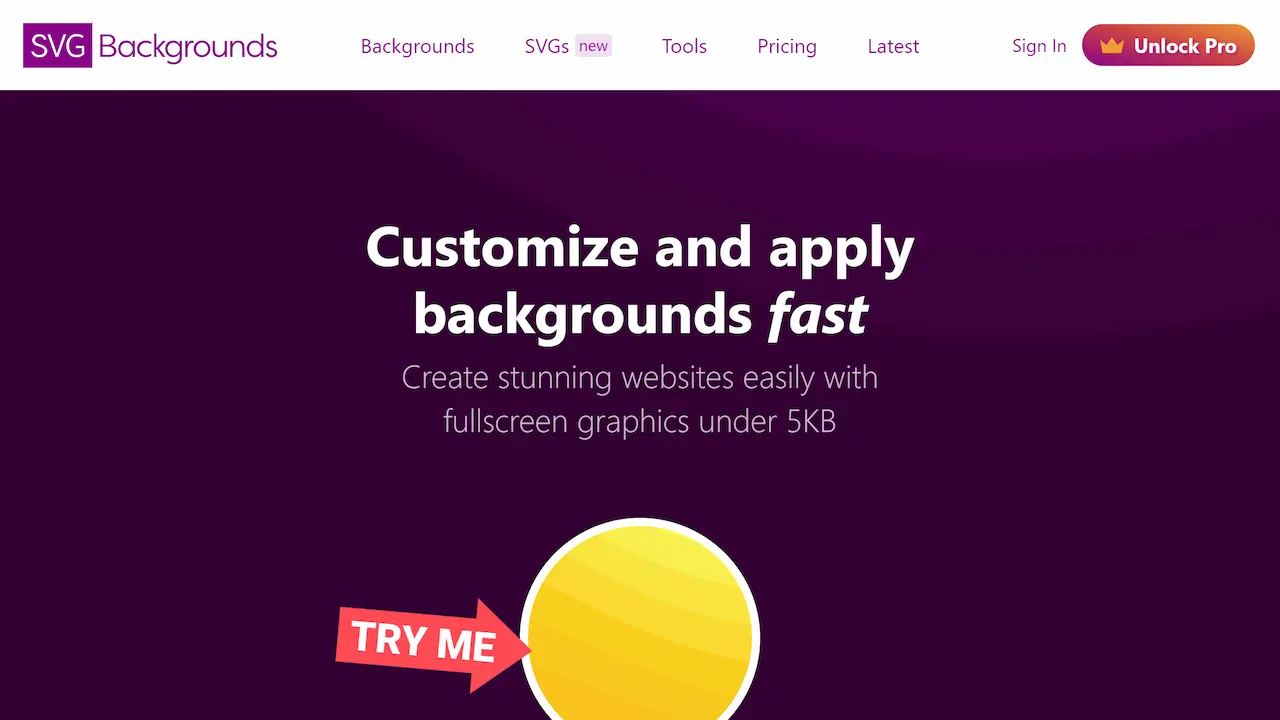 SVG Backgrounds
Backgrounds
SVGs new
Tools
Pricing
Latest
Sign In
Unlock Pro
Customize and apply
backgrounds fast
Create stunning websites easily with
fullscreen graphics under 5KB
TRY ME